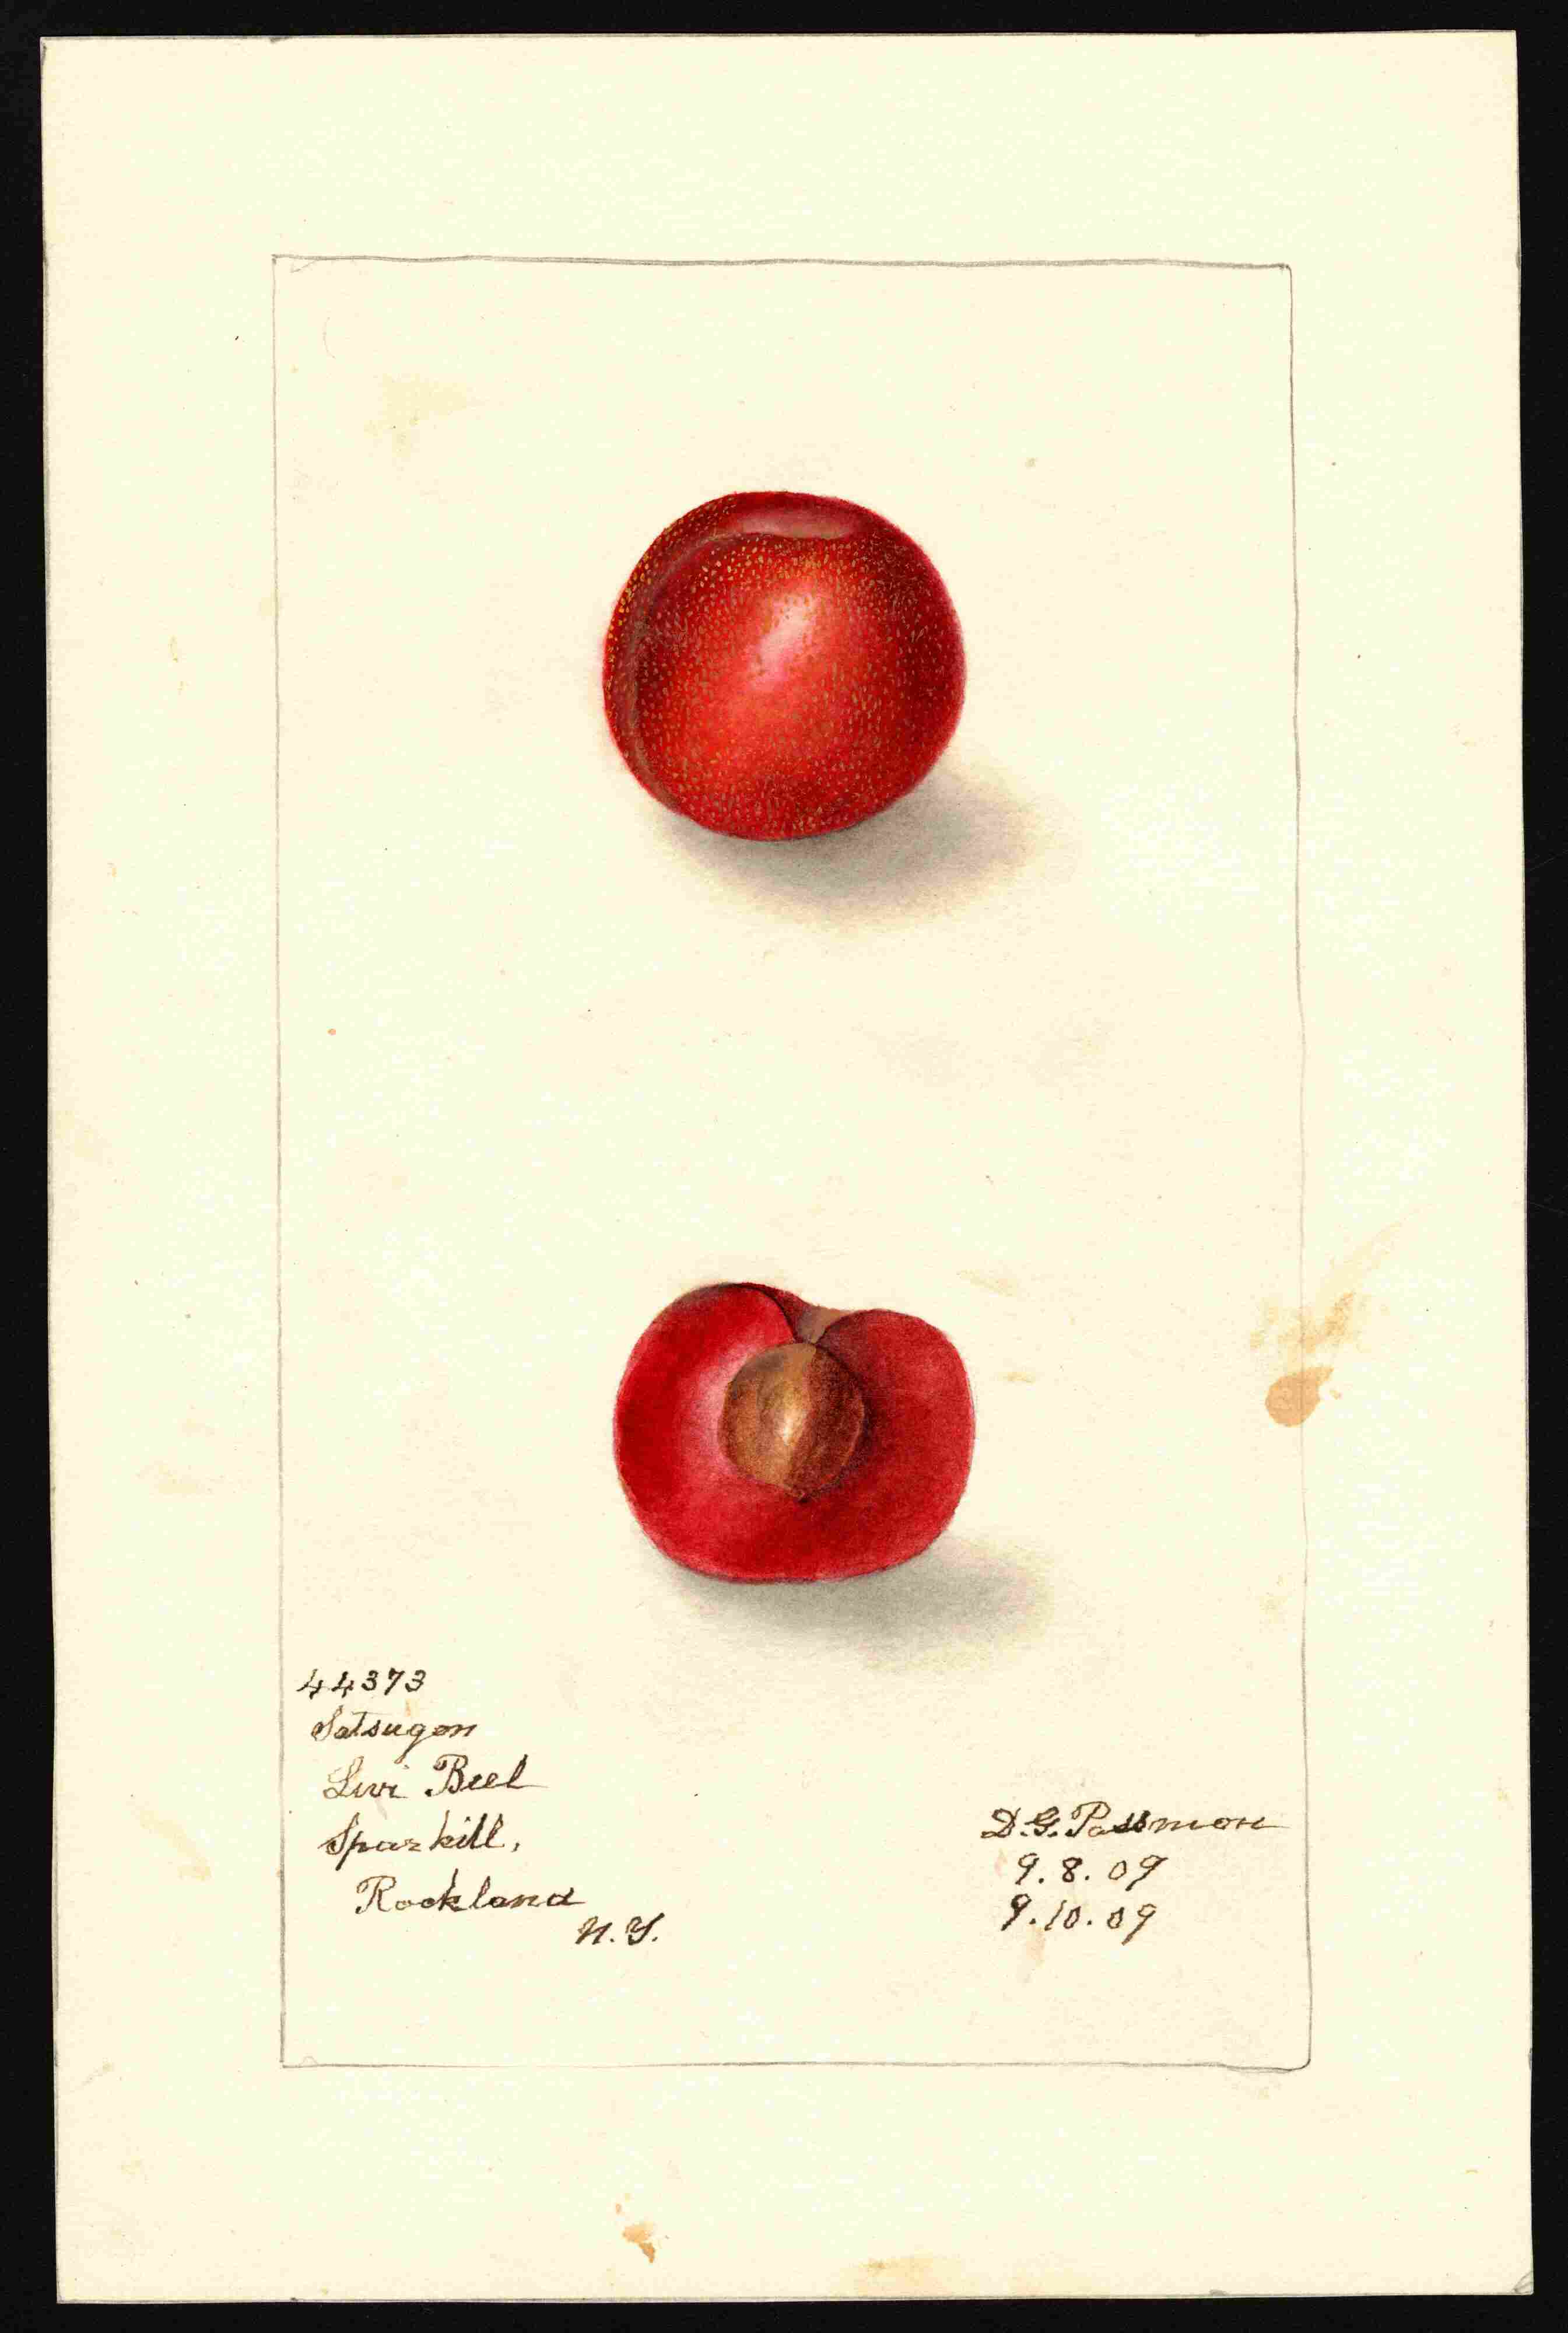 44373
Satsugon
Levi Beel
Sparkill,
Rockland
N.Y.
D.G. Passmore
9.8.09
9.10.09